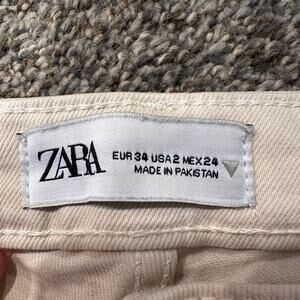 ZARA
EUR 34 USA 2 MEX 24
MADE IN PAKISTAN